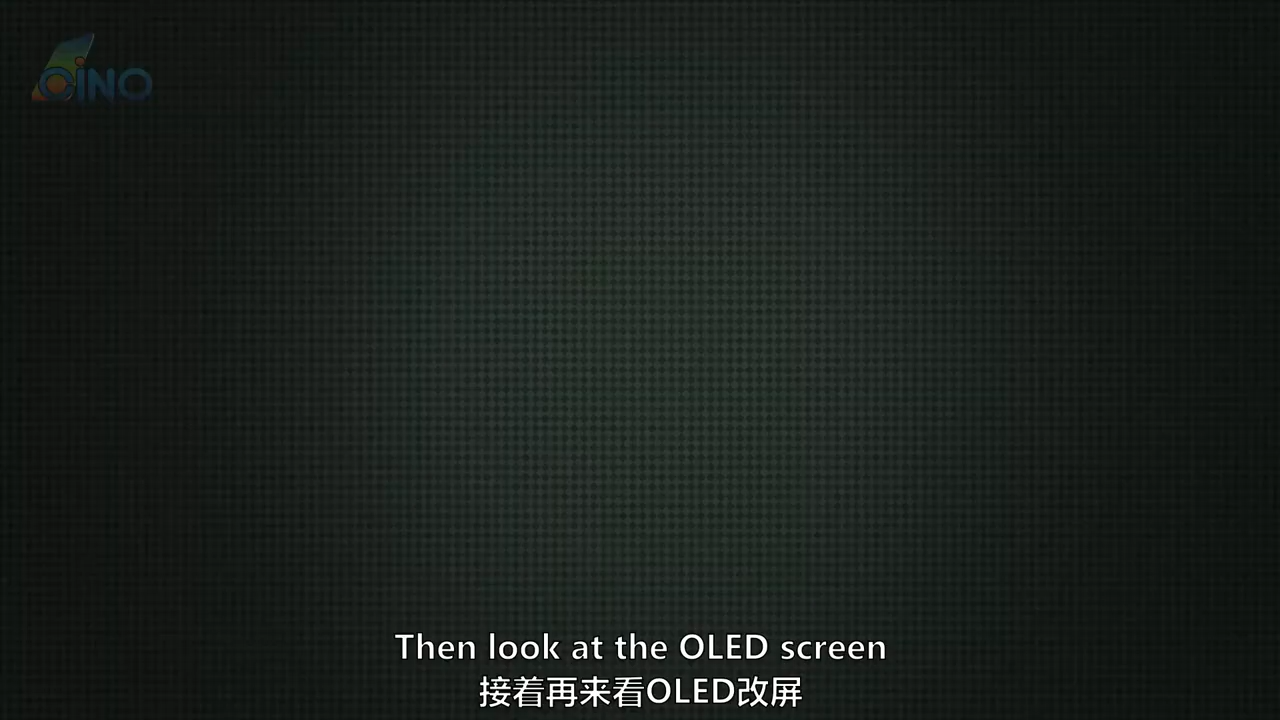 OiNO
Then look at the OLED screen
接着再来看OLED改屏